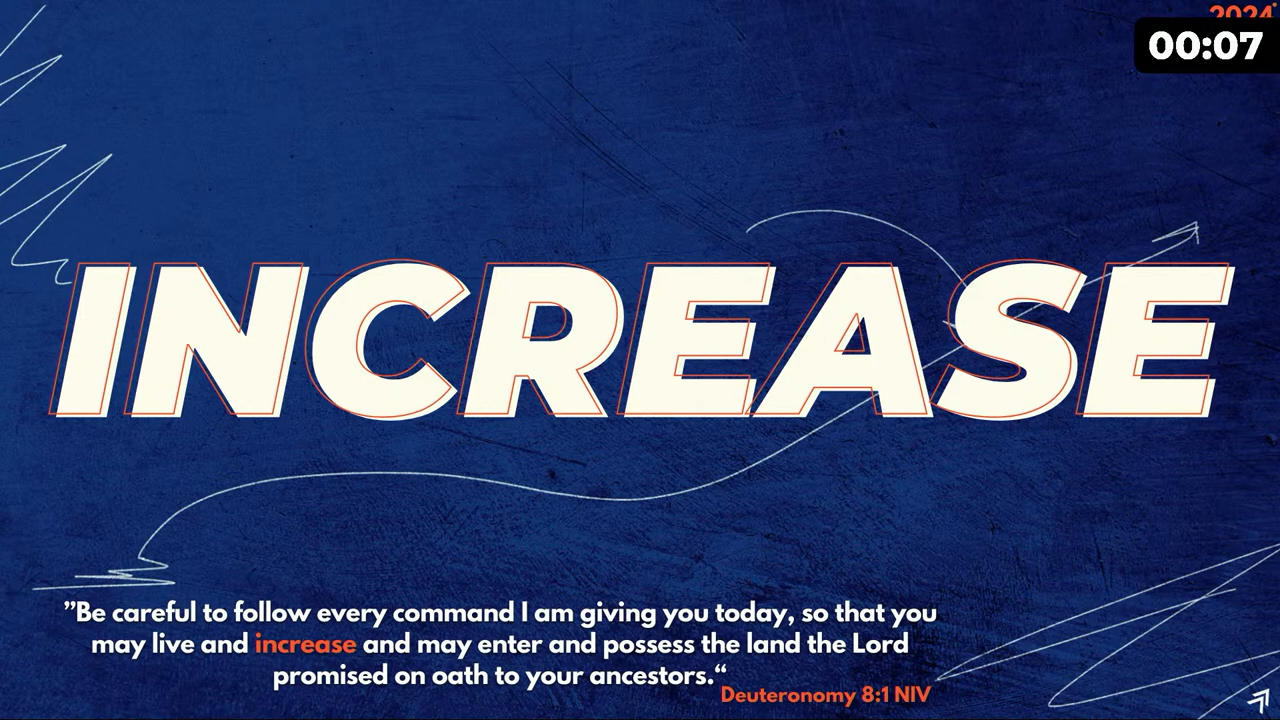 2024
00:07
INCREASE
”Be careful to follow every command I am giving you today, so that you
may live and increase and may enter and possess the land the Lord
promised on oath to your ancestors.“
Deuteronomy 8:1 NIV